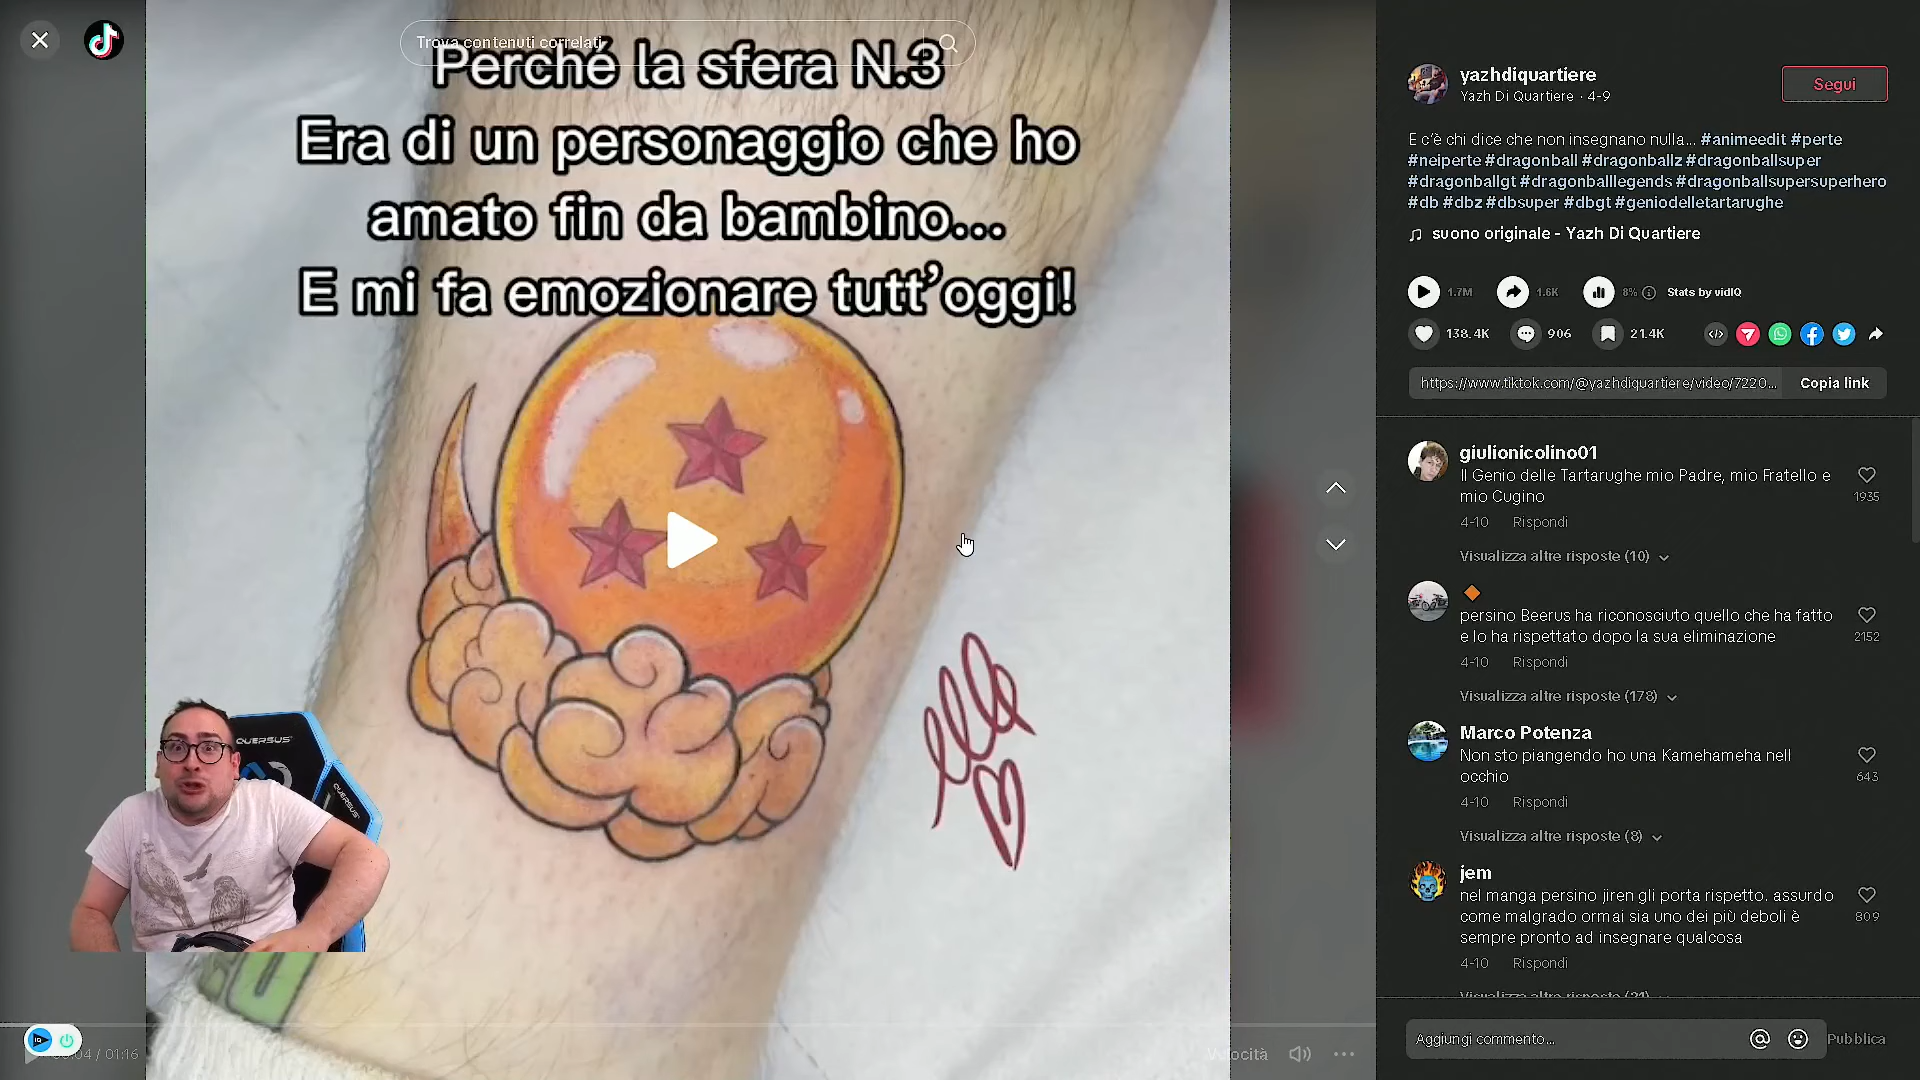 Trova contenuti correlati
Perché la sfera N.3
Era di un personaggio che ho
amato fin da bambino...
E mi fa emozionare tutt'oggi!
QUERSUS
QUERSUS
01:16
Velocità
yazhdiquartiere
Yazh Di Quartiere · 4-9
Segui
E c'è chi dice che non insegnano nulla... #animeedit #perte
#neiperte #dragonball #dragonballz #dragonballsuper
#dragonballgt #dragonballlegends #dragonballsupersuperhero
#db #dbz #dbsuper #dbgt #geniodelletartarughe
suono originale - Yazh Di Quartiere
1.7M 1.6K 8% Stats by vidIQ
138.4K 906 21.4K
https://www.tiktok.com/@yazhdiquartiere/video/7220... Copia link
giulionicolino01
Il Genio delle Tartarughe mio Padre, mio Fratello e
mio Cugino
1935
4-10 Rispondi
Visualizza altre risposte (10)
persino Beerus ha riconosciuto quello che ha fatto
e lo ha rispettato dopo la sua eliminazione
2152
4-10 Rispondi
Visualizza altre risposte (178)
Marco Potenza
Non sto piangendo ho una Kamehameha nell
occhio
643
4-10 Rispondi
Visualizza altre risposte (8)
jem
nel manga persino jiren gli porta rispetto. assurdo
come malgrado ormai sia uno dei più deboli è
sempre pronto ad insegnare qualcosa
809
4-10 Rispondi
Visualizza altre risposte (21)
Aggiungi commento...
Pubblica